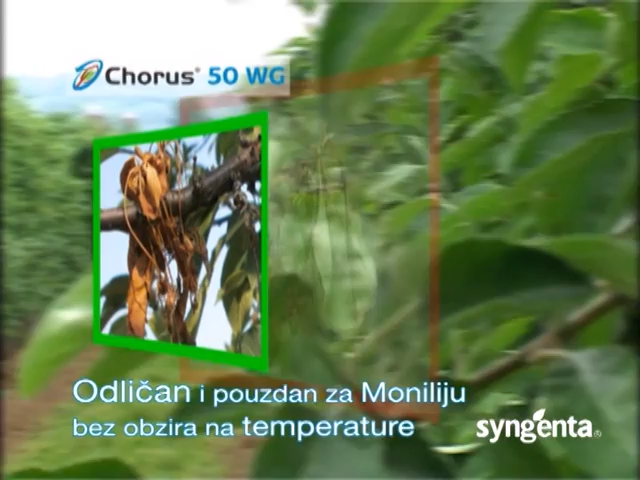 Chorus® 50 WG
Odličan i pouzdan za Moniliju
bez obzira na temperature
syngenta®